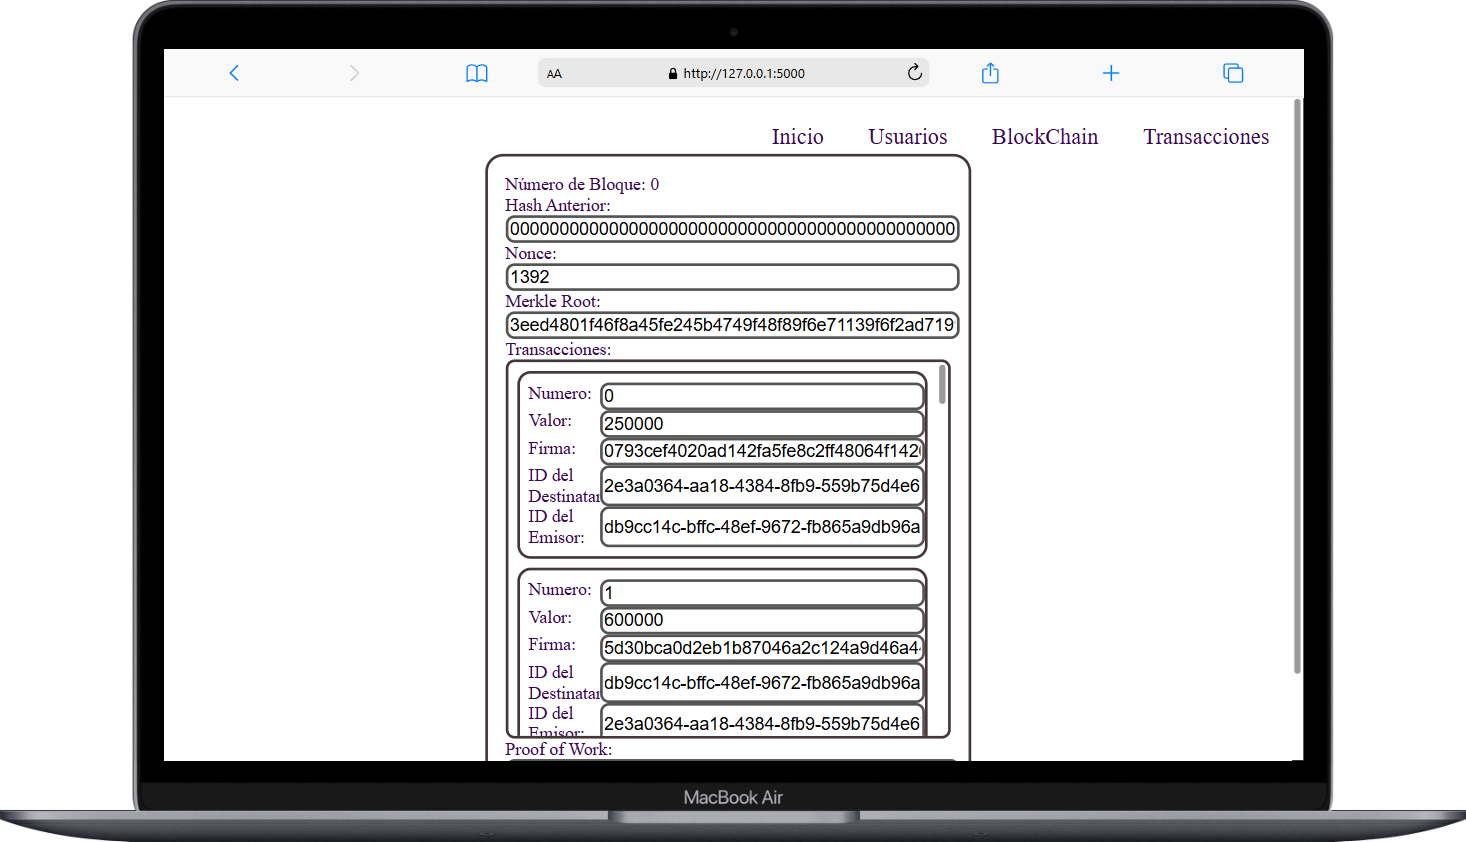 AA
http://127.0.0.1:5000
Inicio Usuarios BlockChain Transacciones
Número de Bloque: 0
Hash Anterior:
000000000000000000000000000000000000000000000
Nonce:
1392
Merkle Root:
3eed4801f46f8a45fe245b4749f48f89f6e71139f6f2ad719
Transacciones:
Numero: 0
Valor: 250000
Firma: 0793cef4020ad142fa5fe8c2ff48064f142
ID del
Destinatar 2e3a0364-aa18-4384-8fb9-559b75d4e6
ID del
Emisor: db9cc14c-bffc-48ef-9672-fb865a9db96a
Numero: 1
Valor: 600000
Firma: 5d30bca0d2eb1b87046a2c124a9d46a4
ID del
Destinatar db9cc14c-bffc-48ef-9672-fb865a9db96a
ID del
Emisor: 2e3a0364-aa18-4384-8fb9-559b75d4e6
Proof of Work:
MacBook Air